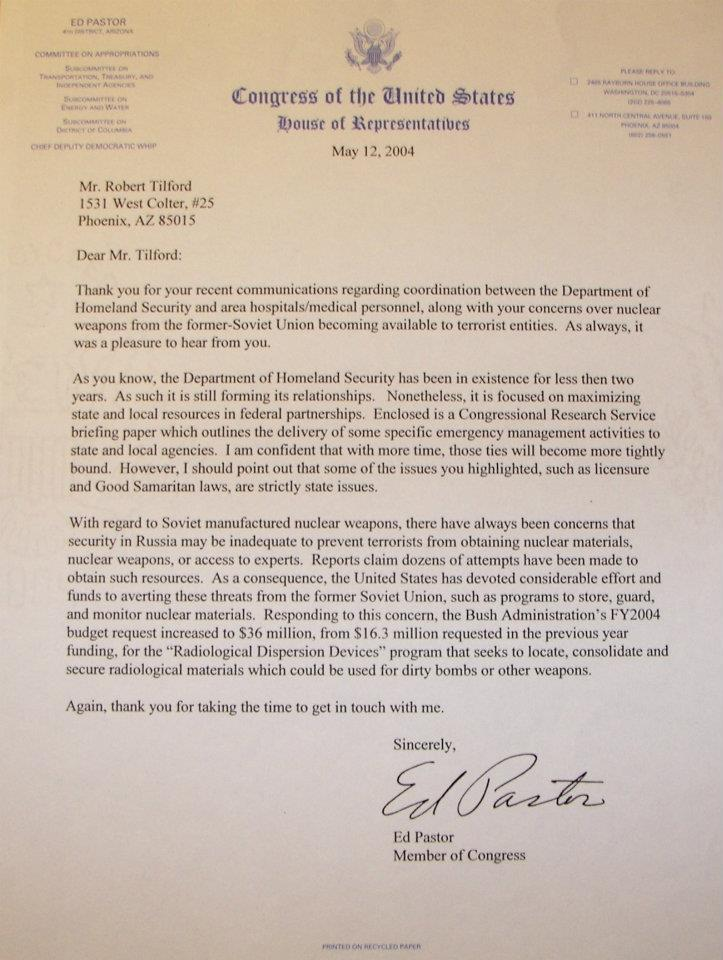 ED PASTOR
4TH DISTRICT, ARIZONA
COMMITTEE ON APPROPRIATIONS
SUBCOMMITTEE ON
TRANSPORTATION, TREASURY, AND
INDEPENDENT AGENCIES
SUBCOMMITTEE ON
ENERGY AND WATER
SUBCOMMITTEE ON
DISTRICT OF COLUMBIA
CHIEF DEPUTY DEMOCRATIC WHIP
Congress of the United States
House of Representatives
May 12, 2004
PLEASE REPLY TO:
2465 RAYBURN HOUSE OFFICE BUILDING
WASHINGTON, DC 20515-0304
(202) 225-4065
411 NORTH CENTRAL AVENUE, SUITE 150
PHOENIX, AZ 85004
(602) 256-0551
Mr. Robert Tilford
1531 West Colter, #25
Phoenix, AZ 85015
Dear Mr. Tilford:
Thank you for your recent communications regarding coordination between the Department of
Homeland Security and area hospitals/medical personnel, along with your concerns over nuclear
weapons from the former-Soviet Union becoming available to terrorist entities. As always, it
was a pleasure to hear from you.
As you know, the Department of Homeland Security has been in existence for less then two
years. As such it is still forming its relationships. Nonetheless, it is focused on maximizing
state and local resources in federal partnerships. Enclosed is a Congressional Research Service
briefing paper which outlines the delivery of some specific emergency management activities to
state and local agencies. I am confident that with more time, those ties will become more tightly
bound. However, I should point out that some of the issues you highlighted, such as licensure
and Good Samaritan laws, are strictly state issues.
With regard to Soviet manufactured nuclear weapons, there have always been concerns that
security in Russia may be inadequate to prevent terrorists from obtaining nuclear materials,
nuclear weapons, or access to experts. Reports claim dozens of attempts have been made to
obtain such resources. As a consequence, the United States has devoted considerable effort and
funds to averting these threats from the former Soviet Union, such as programs to store, guard,
and monitor nuclear materials. Responding to this concern, the Bush Administration's FY2004
budget request increased to $36 million, from $16.3 million requested in the previous year
funding, for the “Radiological Dispersion Devices” program that seeks to locate, consolidate and
secure radiological materials which could be used for dirty bombs or other weapons.
Again, thank you for taking the time to get in touch with me.
Sincerely,
Ed Pastor
Ed Pastor
Member of Congress
PRINTED ON RECYCLED PAPER